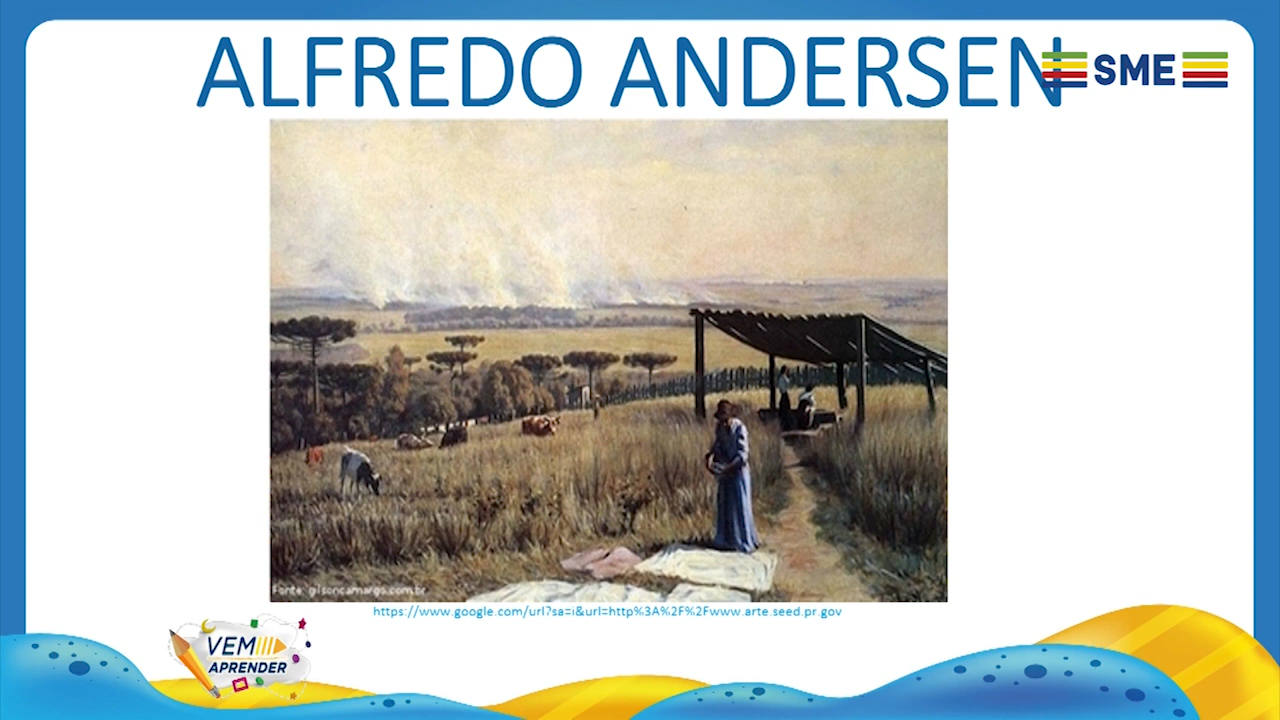 ALFREDO ANDERSEN
SME
Fonte: gilsoncamargo.com.br
https://www.google.com/url?sa=i&url=http%3A%2F%2Fwww.arte.seed.pr.gov
VEM
APRENDER